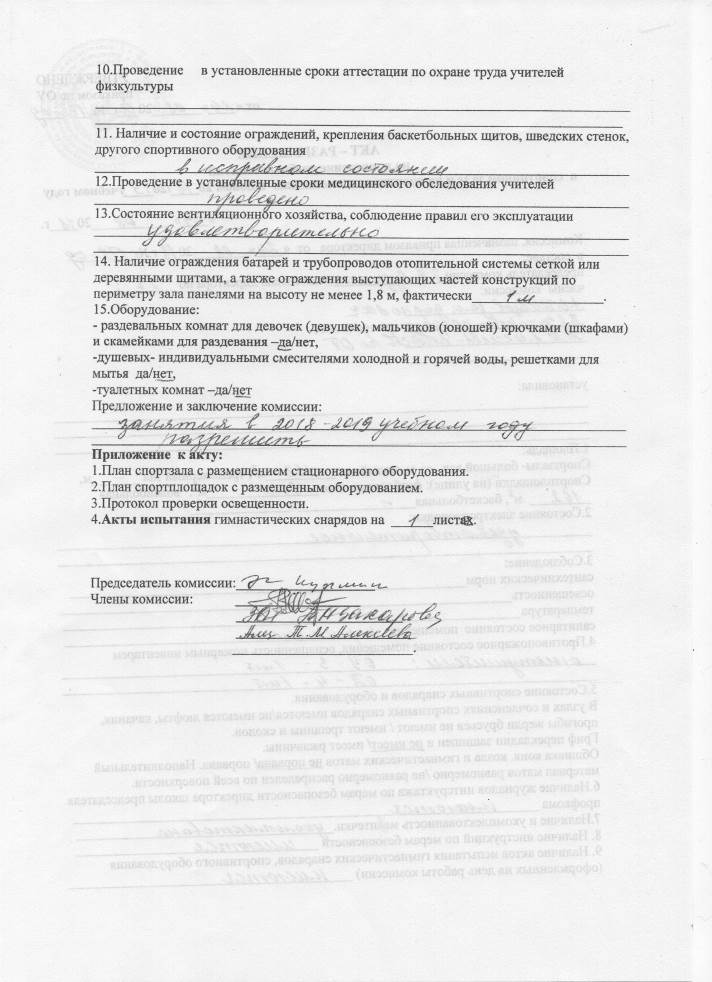 10.Проведение в установленные сроки аттестации по охране труда учителей
физкультуры
11. Наличие и состояние ограждений, крепления баскетбольных щитов, шведских стенок,
другого спортивного оборудования
в исправном состоянии
12.Проведение в установленные сроки медицинского обследования учителей
проведено
13.Состояние вентиляционного хозяйства, соблюдение правил его эксплуатации
удовлетворительно
14. Наличие ограждения батарей и трубопроводов отопительной системы сеткой или
деревянными щитами, а также ограждения выступающих частей конструкций по
периметру зала панелями на высоту не менее 1,8 м, фактически 1 м.
15.Оборудование:
- раздевальных комнат для девочек (девушек), мальчиков (юношей) крючками (шкафами)
и скамейками для раздевания –да/нет,
-душевых- индивидуальными смесителями холодной и горячей воды, решетками для
мытья да/нет,
-туалетных комнат –да/нет
Предложение и заключение комиссии:
занятия в 2018-2019 учебном году
разрешить
Приложение к акту:
1.План спортзала с размещением стационарного оборудования.
2.План спортплощадок с размещенным оборудованием.
3.Протокол проверки освещенности.
4.Акты испытания гимнастических снарядов на 1 листе.
Председатель комиссии:
Члены комиссии:
Захарова
Т.М Алексеева